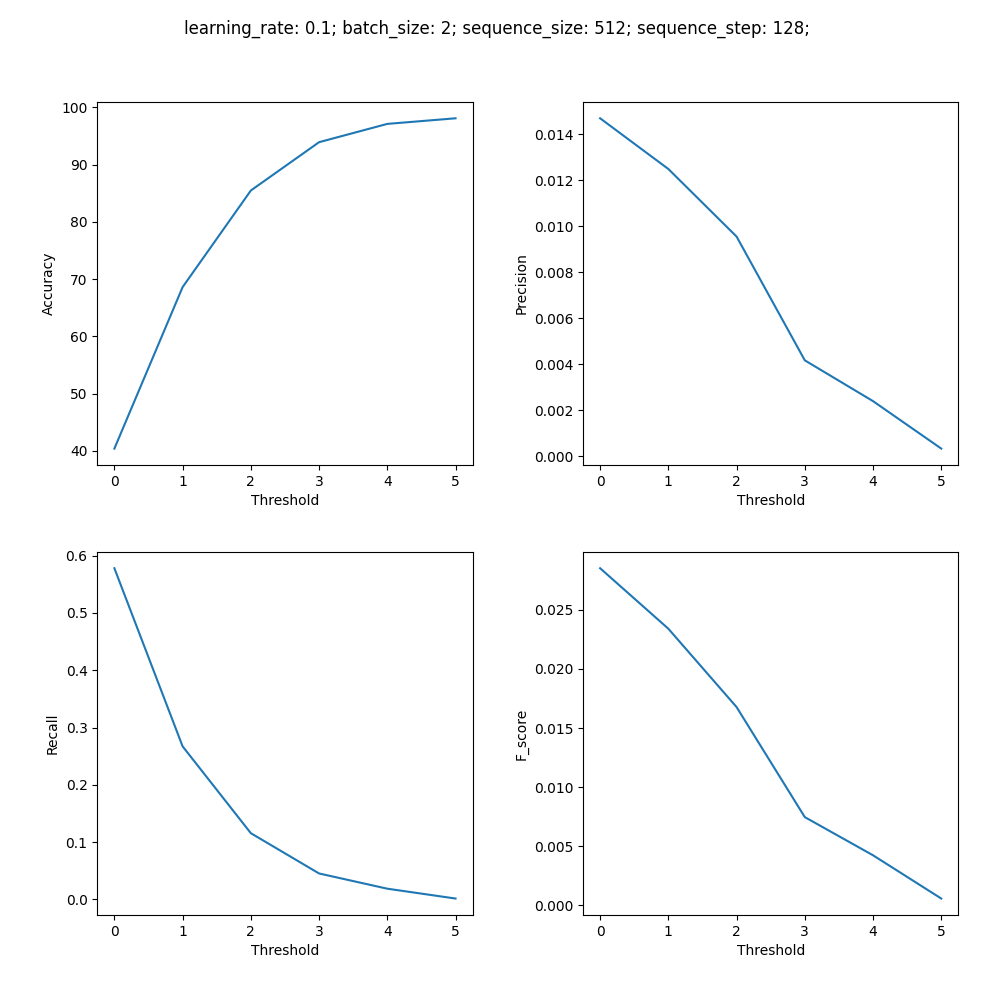 learning_rate: 0.1; batch_size: 2; sequence_size: 512; sequence_step: 128;
100
90
80
70
60
50
40
Accuracy
0 1 2 3 4 5
Threshold
0.014
0.012
0.010
0.008
0.006
0.004
0.002
0.000
Precision
0 1 2 3 4 5
Threshold
0.6
0.5
0.4
0.3
0.2
0.1
0.0
Recall
0 1 2 3 4 5
Threshold
0.025
0.020
0.015
0.010
0.005
0.000
F_score
0 1 2 3 4 5
Threshold